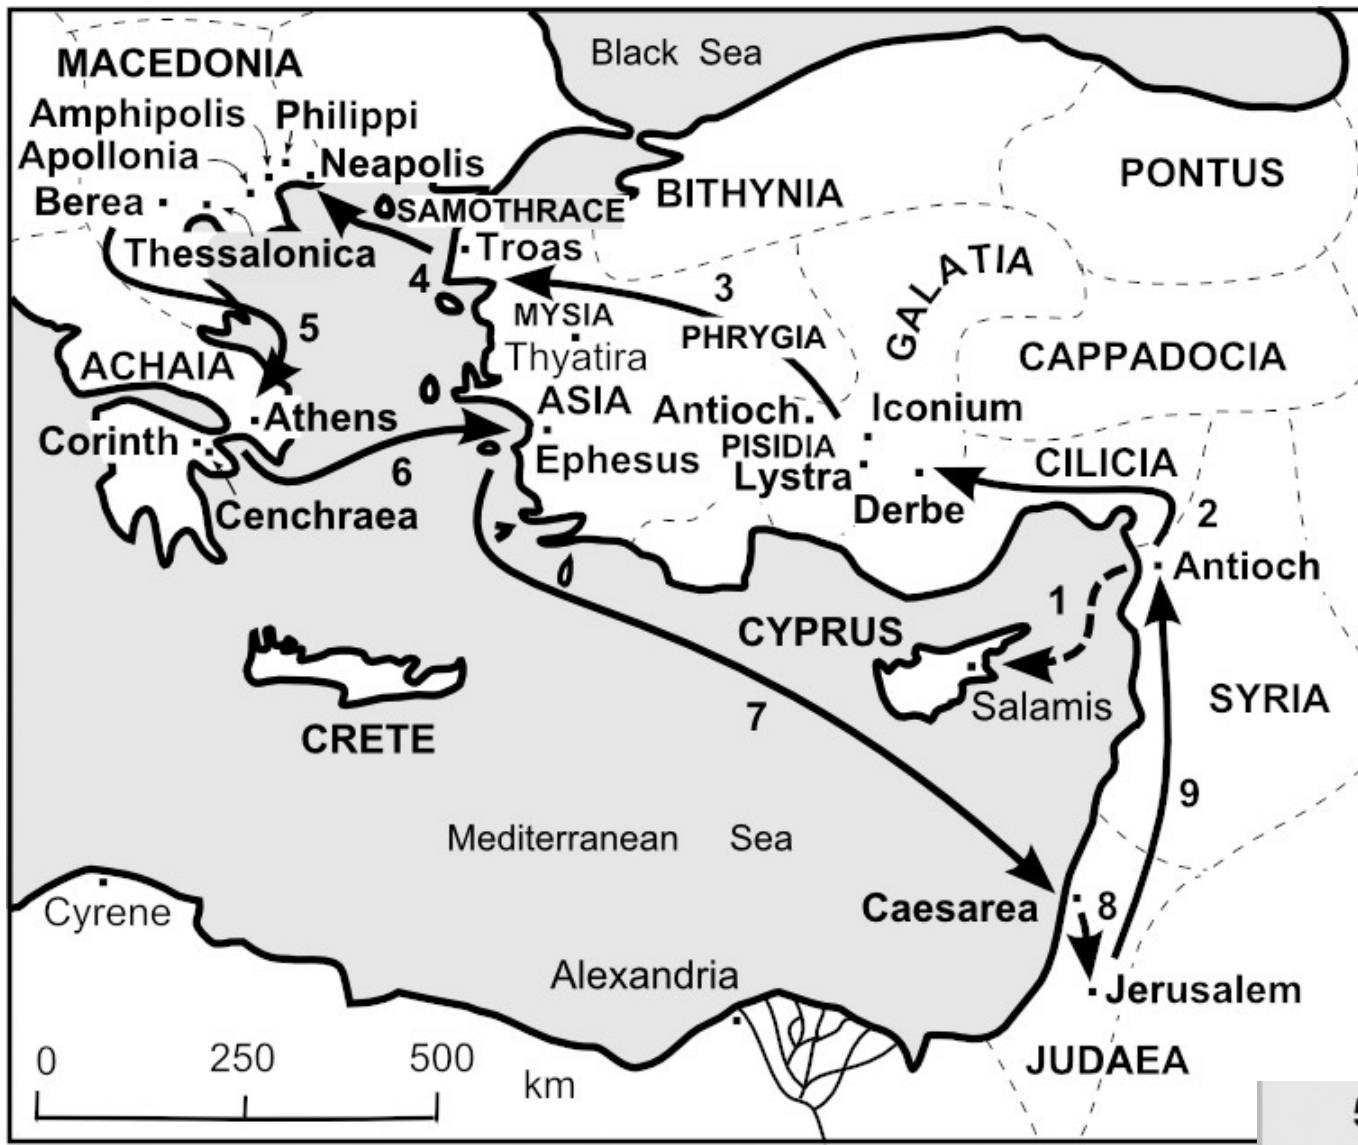 Black Sea
MACEDONIA
Amphipolis
Philippi
Apollonia
Neapolis
Berea
SAMOTHRACE
BITHYNIA
PONTUS
Thessalonica
Troas
4
3
GALATIA
5
MYSIA
PHRYGIA
Thyatira
CAPPADOCIA
ACHAIA
ASIA
Antioch
Iconium
Athens
Corinth
6
Ephesus
PISIDIA
Lystra
CILICIA
Cenchraea
Derbe
2
Antioch
1
CYPRUS
Salamis
SYRIA
CRETE
7
9
Mediterranean Sea
Cyrene
Caesarea
8
Alexandria
Jerusalem
JUDAEA
0 250 500
km